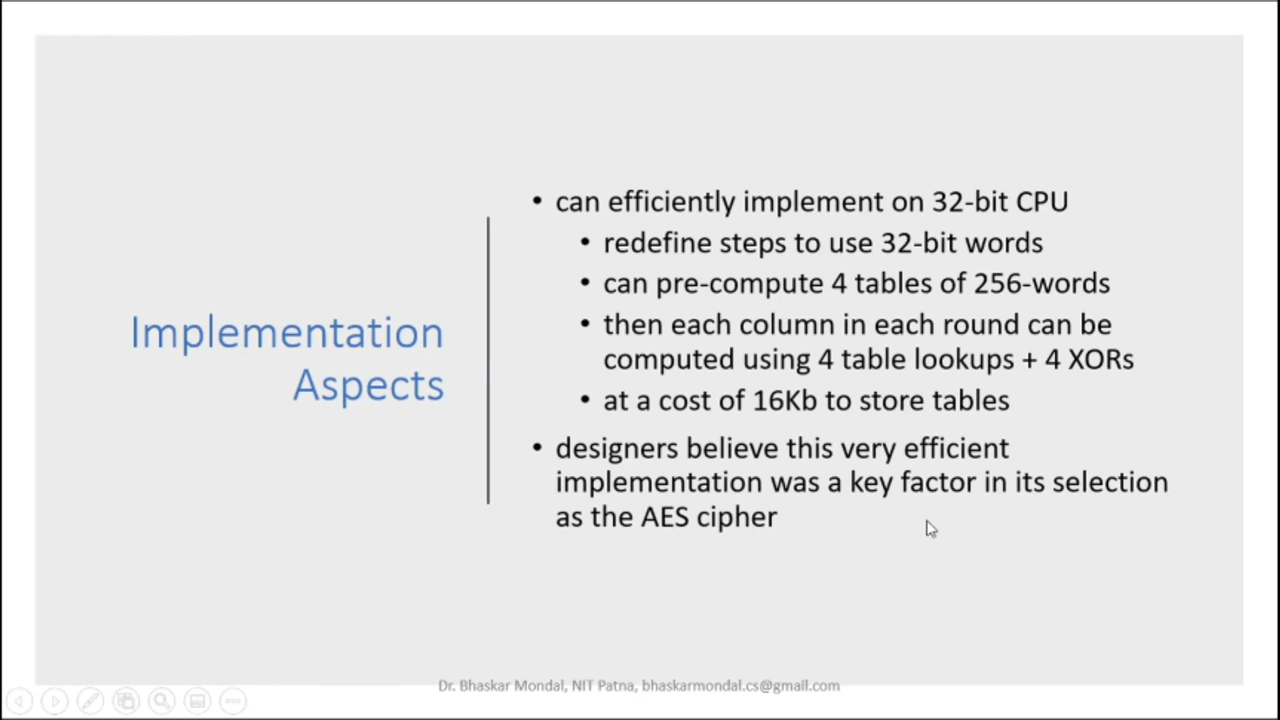 Implementation
Aspects
• can efficiently implement on 32-bit CPU
• redefine steps to use 32-bit words
• can pre-compute 4 tables of 256-words
• then each column in each round can be
computed using 4 table lookups + 4 XORs
• at a cost of 16Kb to store tables
• designers believe this very efficient
implementation was a key factor in its selection
as the AES cipher
Dr. Bhaskar Mondal, NIT Patna, bhaskarmondal.cs@gmail.com